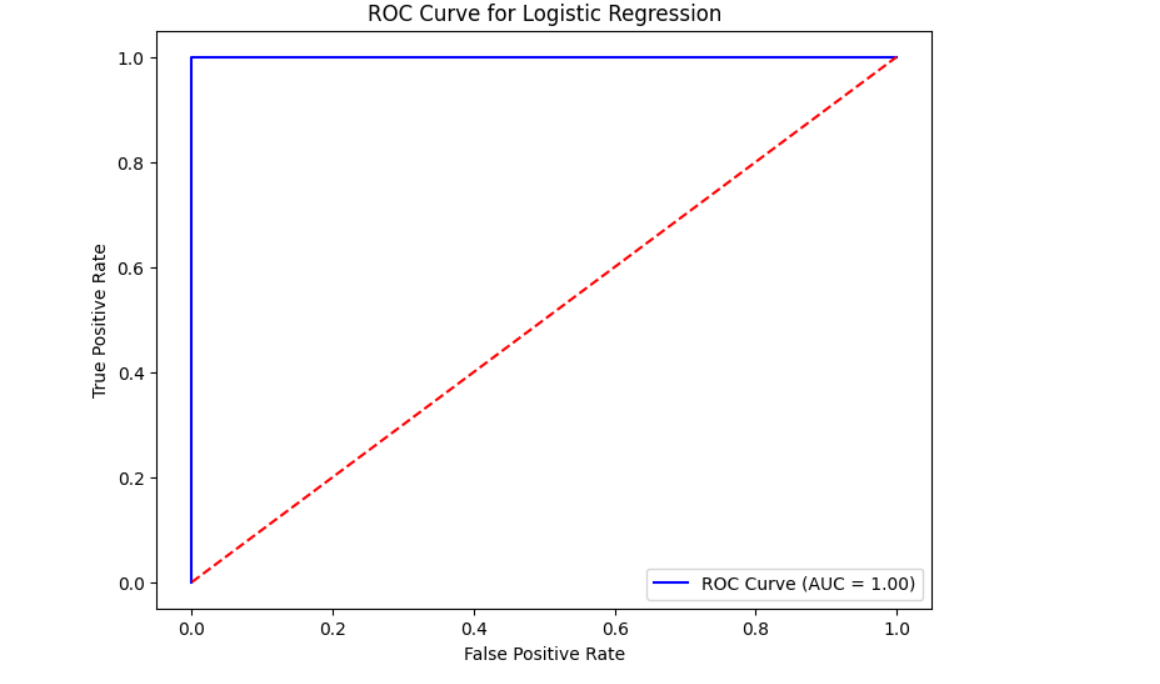 ROC Curve for Logistic Regression
1.0
0.8
0.6
0.4
0.2
0.0
True Positive Rate
ROC Curve (AUC = 1.00)
0.0 0.2 0.4 0.6 0.8 1.0
False Positive Rate